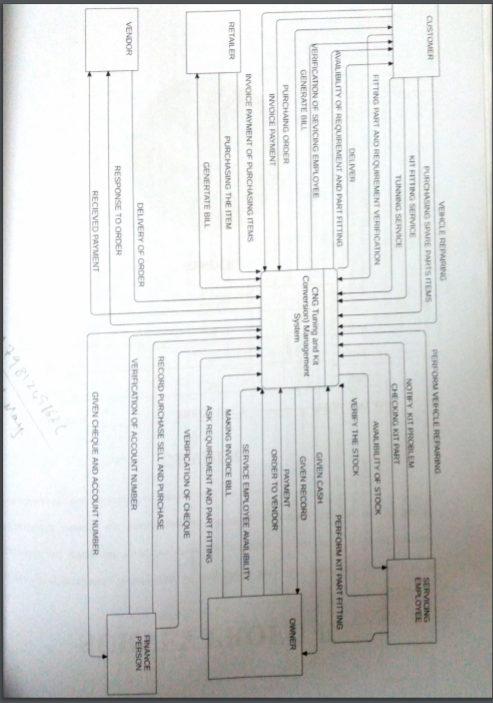 CUSTOMER
VEIHCLE REPAIRING
PURCHASING SPARE PARTS ITEMS
KIT FITTING SERVICE
TUNNING SERVICE
FITTING PART AND REQUIREMENT VERIFICATION
DELIVER
AVAILIBILITY OF REQUIREMENT AND PART FITTING
VERIFICATION OF SEVICING EMPLOYEE
GENERATE BILL
PURCHAING ORDER
INVOICE PAYMENT
RETAILER
INVOICE PAYMENT OF PURCHASING ITEMS
PURCHASING THE ITEM
GENERTATE BILL
VENDOR
DELIVERY OF ORDER
RESPONSE TO ORDER
RECIEVED PAYMENT
CNG Tuning and Kit
Conversion) Management
System
PERFORM VEIHCLE REPAIRING
NOTIFY KIT PROBLEM
CHECKING KIT PART
AVAILIBILITY OF STOCK
VERIFY THE STOCK
PERFORM KIT PART FITTING
SERVICING
EMPLOYEE
GIVEN CASH
GIVEN RECORD
PAYMENT
ORDER TO VENDOR
SERVICE EMPLOYEE AVAILIBILITY
MAKING INVOICE BILL
ASK REQUIREMENT AND PART FITTING
OWNER
VERIFICATION OF CHEQUE
RECORD PURCHASE SELL AND PURCHASE
VERIFICATION OF ACCOUNT NUMBER
GIVEN CHEQUE AND ACCOUNT NUMBER
FINANCE
PERSON